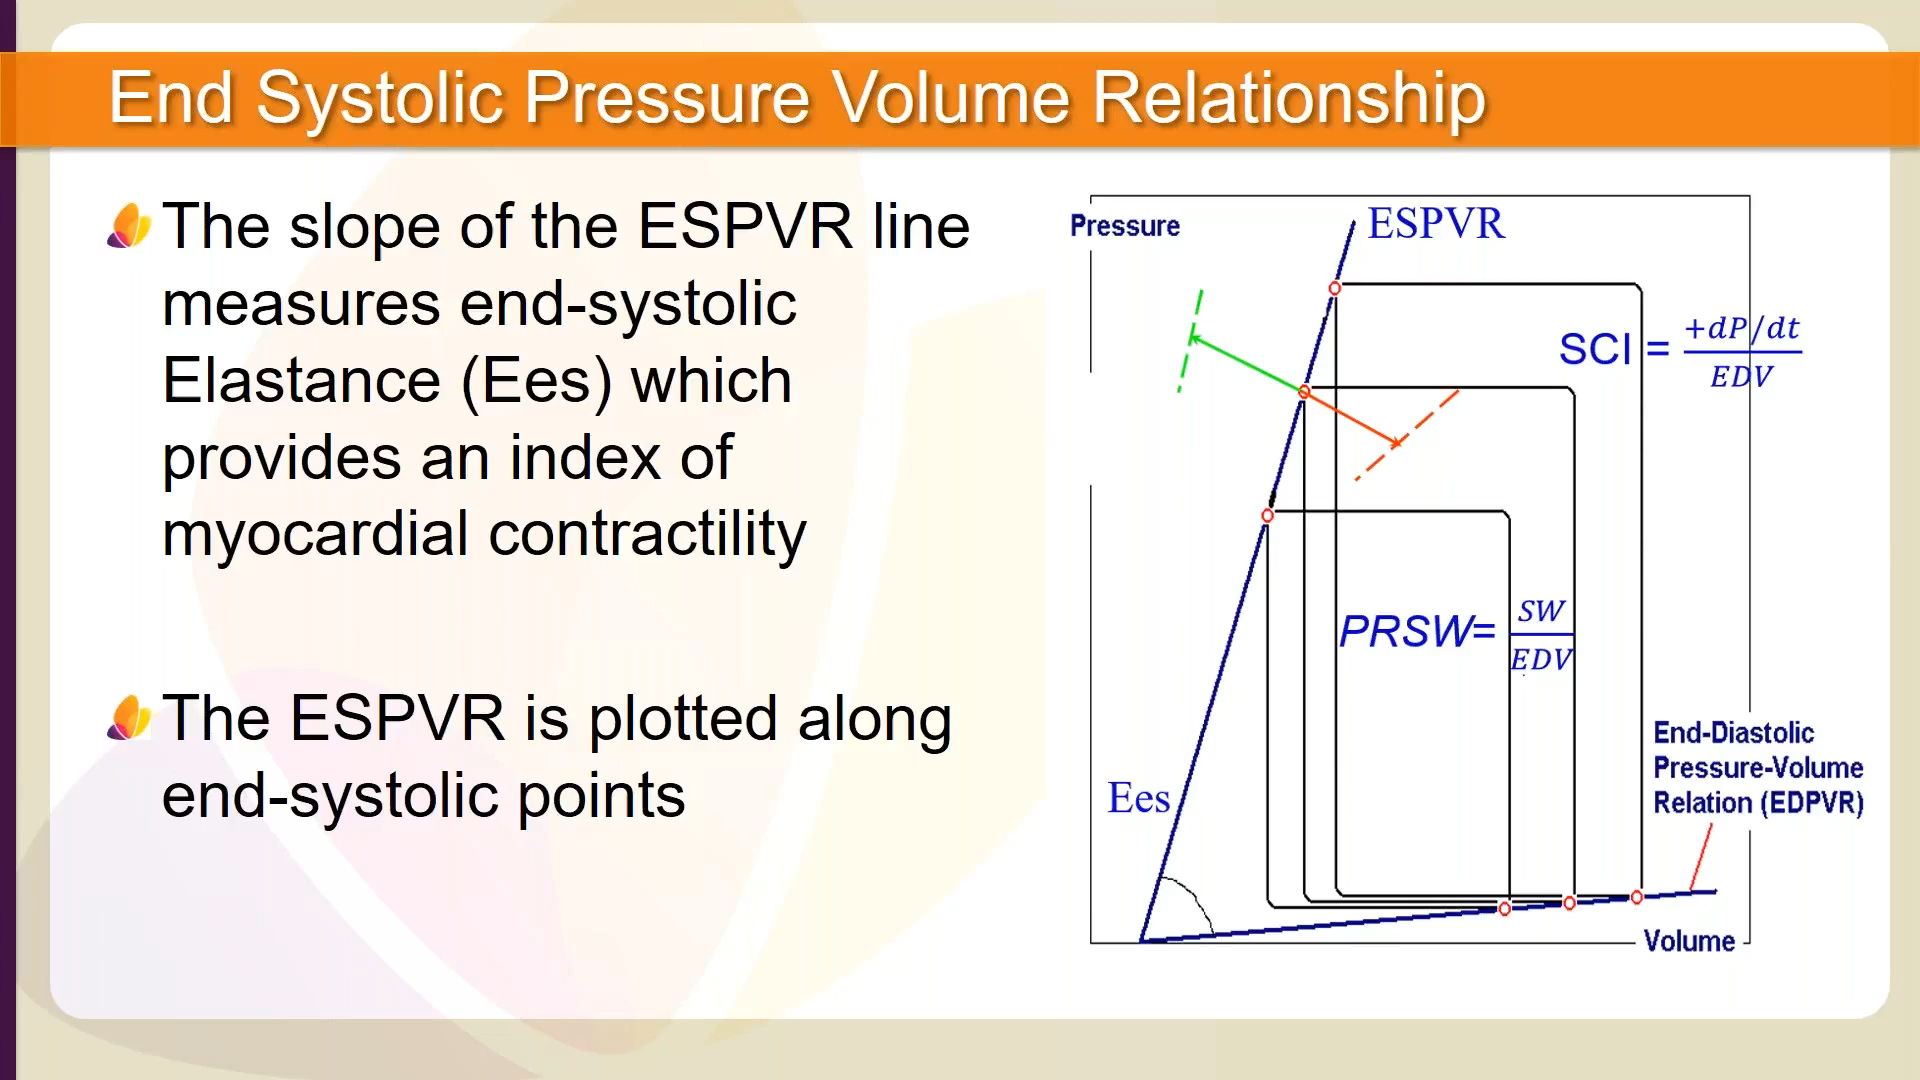 End Systolic Pressure Volume Relationship
The slope of the ESPVR line
measures end-systolic
Elastance (Ees) which
provides an index of
myocardial contractility
The ESPVR is plotted along
end-systolic points
Pressure
ESPVR
SCI = +dP/dt
EDV
PRSW= SW
EDV
Ees
End-Diastolic
Pressure-Volume
Relation (EDPVR)
Volume